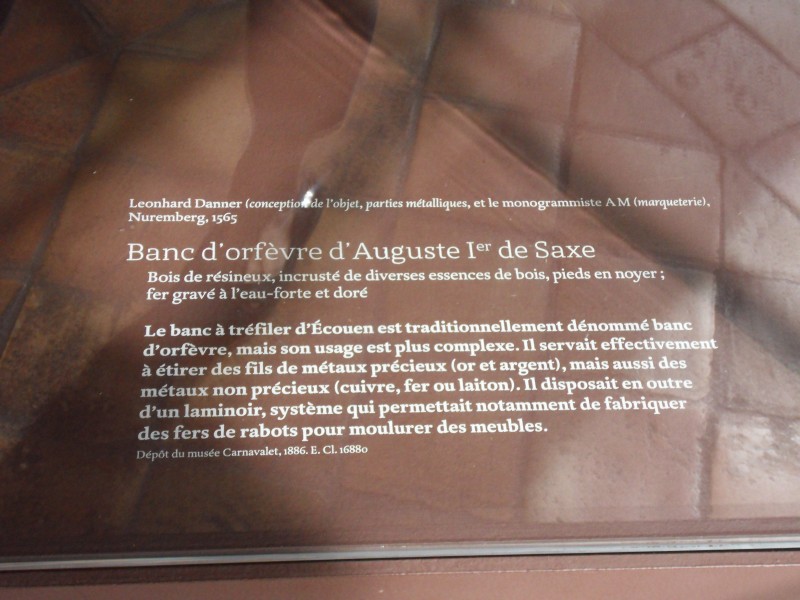 Leonhard Danner (conception de l'objet, parties métalliques, et le monogrammiste A M (marqueterie),
Nuremberg, 1565
Banc d'orfèvre d'Auguste Ier de Saxe
Bois de résineux, incrusté de diverses essences de bois, pieds en noyer ;
fer gravé à l'eau-forte et doré
Le banc à tréfiler d'Écouen est traditionnellement dénommé banc
d'orfèvre, mais son usage est plus complexe. Il servait effectivement
à étirer des fils de métaux précieux (or et argent), mais aussi des
métaux non précieux (cuivre, fer ou laiton). Il disposait en outre
d'un laminoir, système qui permettait notamment de fabriquer
des fers de rabots pour moulurer des meubles.
Dépôt du musée Carnavalet, 1886. E. Cl. 16880